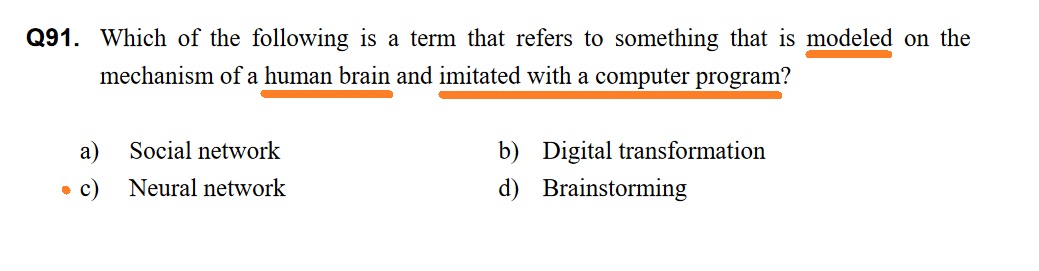 Q91. Which of the following is a term that refers to something that is modeled on the
mechanism of a human brain and imitated with a computer program?
a) Social network b) Digital transformation
c) Neural network d) Brainstorming